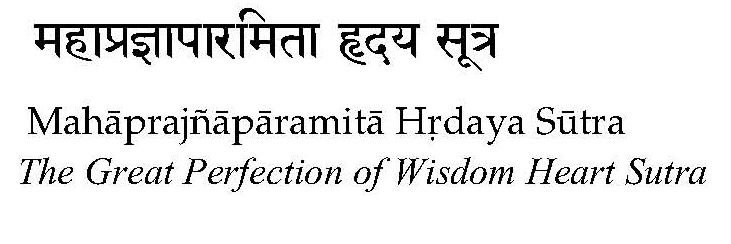 महाप्रज्ञापारमिता हृदय सूत्र
Mahāprajñāpāramitā Hṛdaya Sūtra
The Great Perfection of Wisdom Heart Sutra